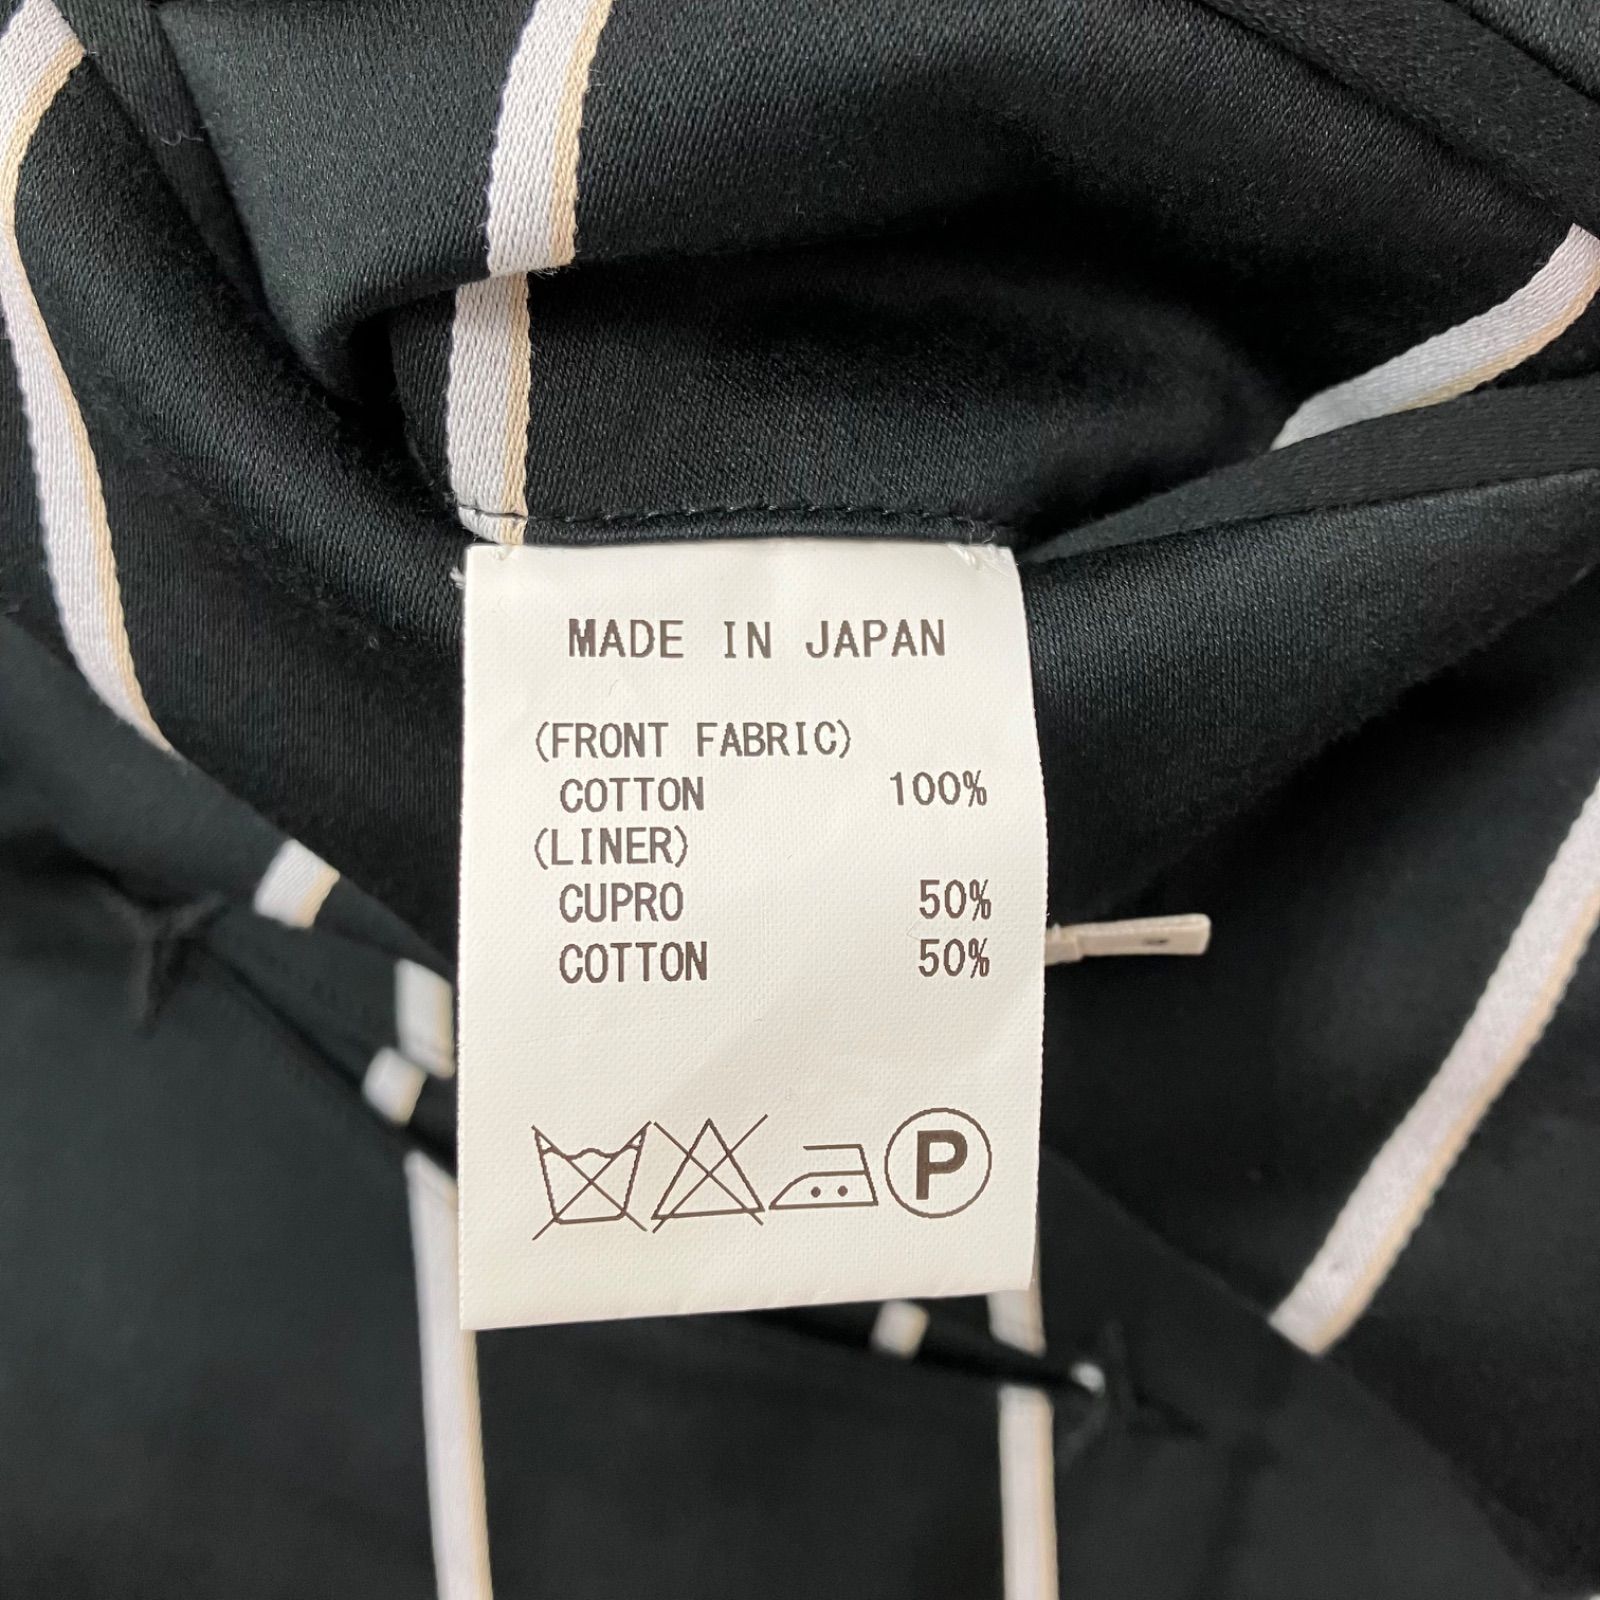 MADE IN JAPAN
(FRONT FABRIC)
COTTON 100%
(LINER)
CUPRO 50%
COTTON 50%
P